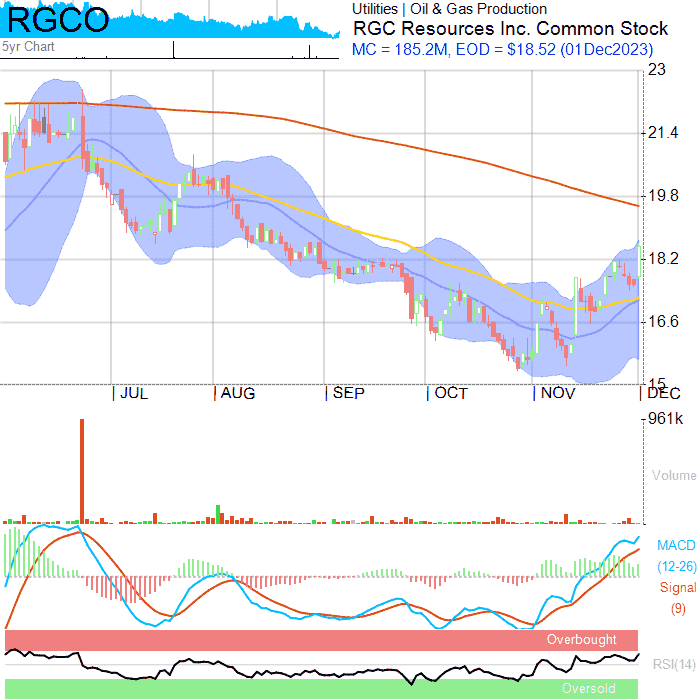 RGCO
Utilities | Oil & Gas Production
RGC Resources Inc. Common Stock
5yr Chart
MC = 185.2M, EOD = $18.52 (01Dec2023)
23
21.4
19.8
18.2
16.6
15
JUL AUG SEP OCT NOV DEC
961k
Volume
MACD
(12-26)
Signal
(9)
Overbought
RSI(14)
Oversold